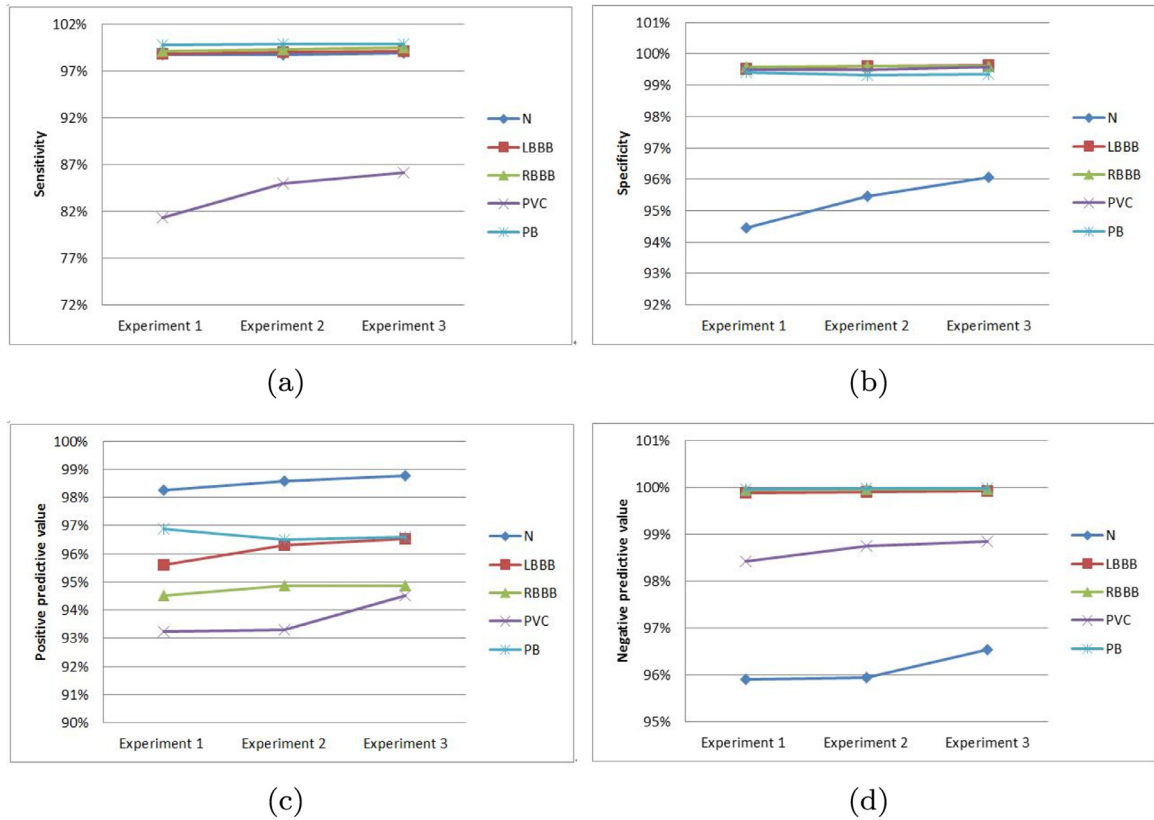 102%
97%
92%
87%
82%
77%
72%
Sensitivity
Experiment 1 Experiment 2 Experiment 3
N
LBBB
RBBB
PVC
PB
(a)
101%
100%
99%
98%
97%
96%
95%
94%
93%
92%
Specificity
Experiment 1 Experiment 2 Experiment 3
N
LBBB
RBBB
PVC
PB
(b)
100%
99%
98%
97%
96%
95%
94%
93%
92%
91%
90%
Positive predictive value
Experiment 1 Experiment 2 Experiment 3
N
LBBB
RBBB
PVC
PB
(c)
101%
100%
99%
98%
97%
96%
95%
Negative predictive value
Experiment 1 Experiment 2 Experiment 3
N
LBBB
RBBB
PVC
PB
(d)